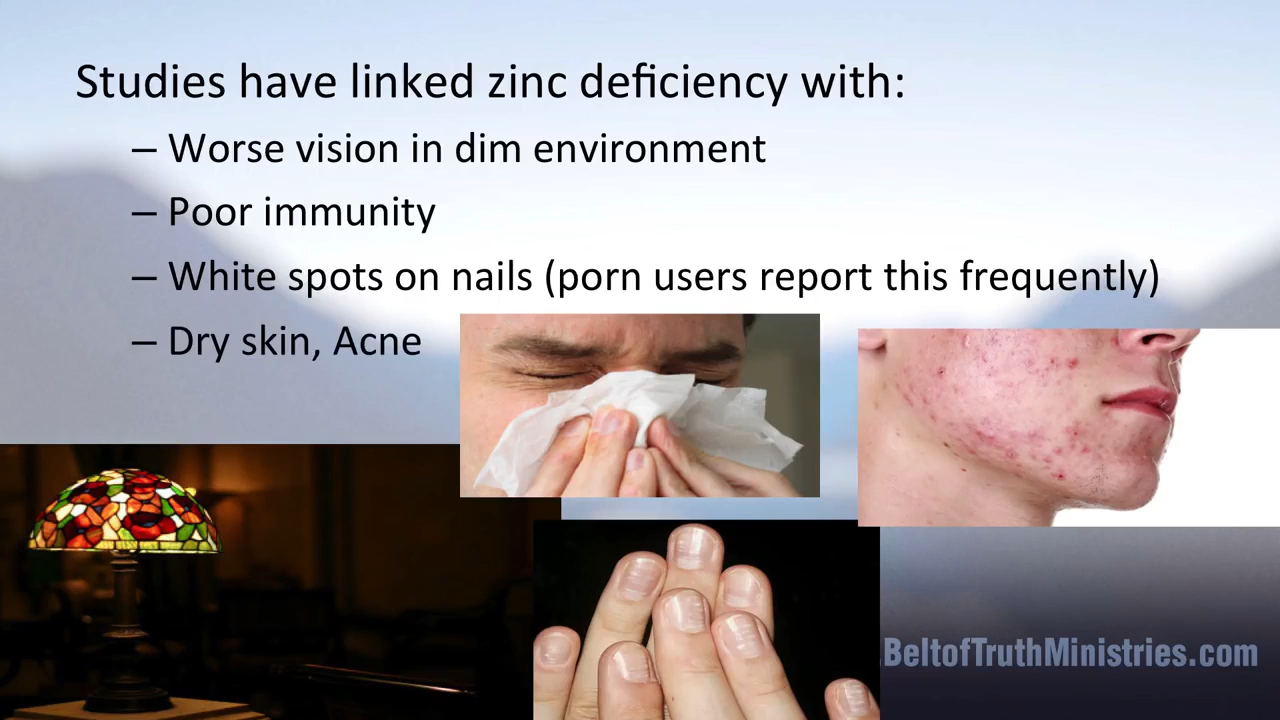 Studies have linked zinc deficiency with:
– Worse vision in dim environment
– Poor immunity
– White spots on nails (porn users report this frequently)
– Dry skin, Acne
BeltofTruthMinistries.com